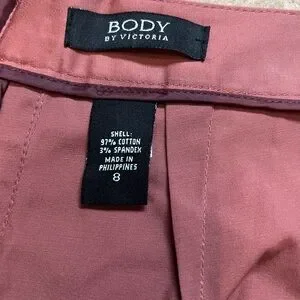 BODY
BY VICTORIA
SHELL:
97% COTTON
3% SPANDEX
MADE IN
PHILIPPINES
8